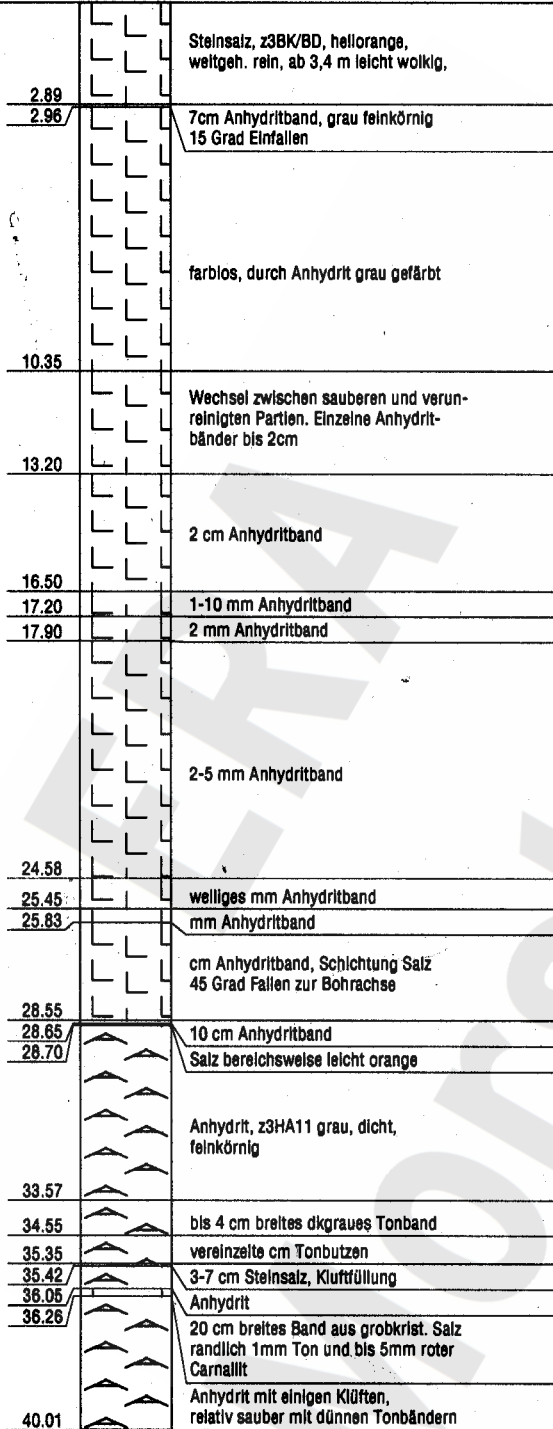 Steinsalz, z3BK/BD, hellorange,
weitgeh. rein, ab 3,4 m leicht wolkig,
2.89
2.96
7cm Anhydritband, grau feinkörnig
15 Grad Einfallen
farblos, durch Anhydrit grau gefärbt
10.35
Wechsel zwischen sauberen und verun-
reinigten Partien. Einzelne Anhydrit-
bänder bis 2cm
13.20
2 cm Anhydritband
16.50
1-10 mm Anhydritband
17.20
2 mm Anhydritband
17.90
2-5 mm Anhydritband
24.58
welliges mm Anhydritband
25.45
mm Anhydritband
25.83
cm Anhydritband, Schichtung Salz
45 Grad Fallen zur Bohrachse
28.55
10 cm Anhydritband
28.65
Salz bereichsweise leicht orange
28.70
Anhydrit, z3HA11 grau, dicht,
feinkörnig
33.57
bis 4 cm breites dkgraues Tonband
34.55
vereinzelte cm Tonbutzen
35.35
3-7 cm Steinsalz, Kluftfüllung
35.42
Anhydrit
36.05
20 cm breites Band aus grobkrist. Salz
randlich 1mm Ton und bis 5mm roter
Carnallit
36.26
Anhydrit mit einigen Klüften,
relativ sauber mit dünnen Tonbändern
40.01
ERA
Mors